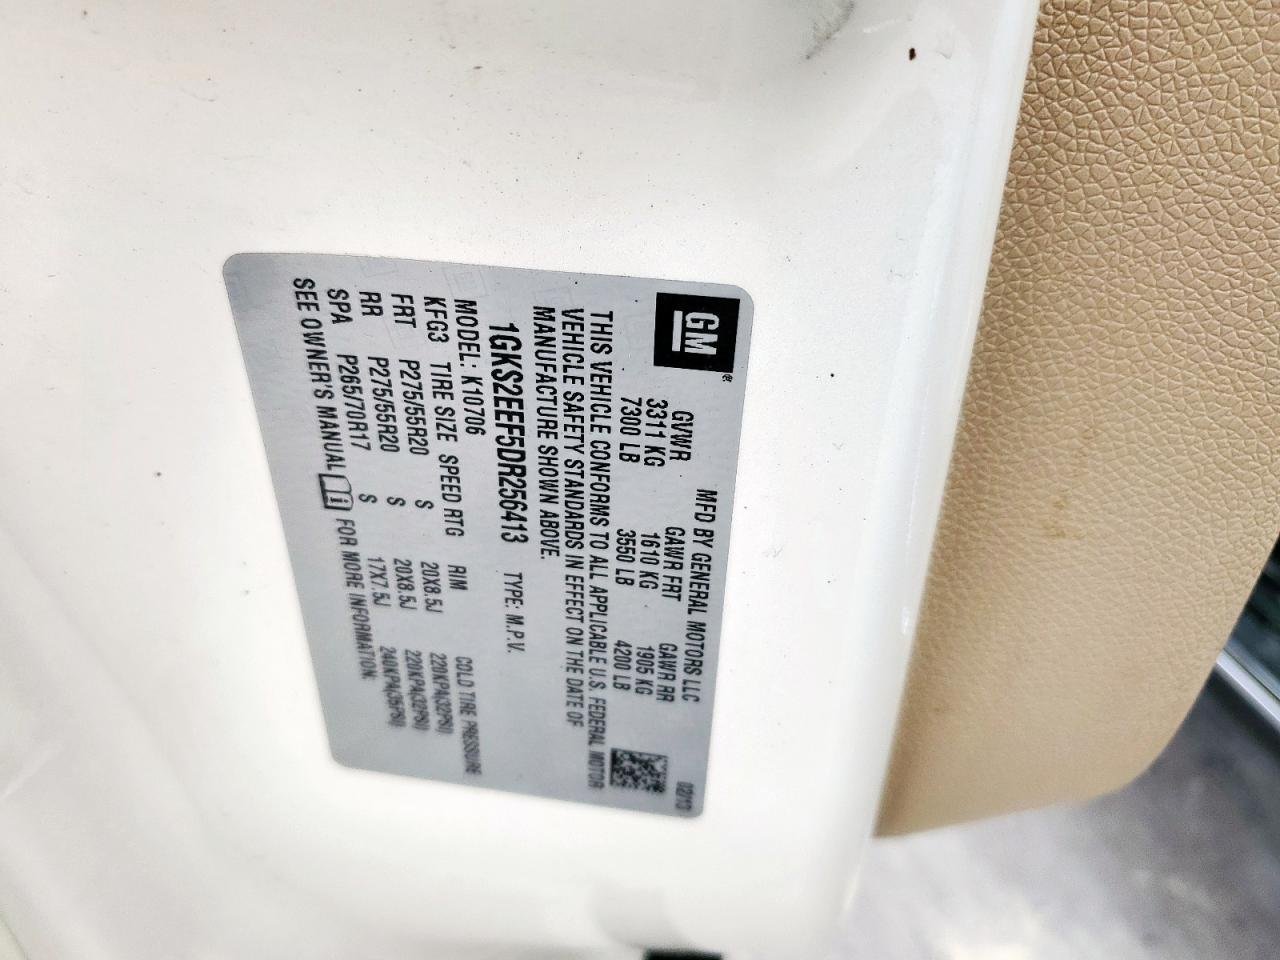 GM®
MFD BY GENERAL MOTORS LLC 02/13
GVWR GAWR FRT GAWR RR
3311 KG 1610 KG 1905 KG
7300 LB 3550 LB 4200 LB
THIS VEHICLE CONFORMS TO ALL APPLICABLE U.S. FEDERAL MOTOR
VEHICLE SAFETY STANDARDS IN EFFECT ON THE DATE OF
MANUFACTURE SHOWN ABOVE.
1GKS2EEF5DR256413 TYPE: M.P.V.
MODEL: K10706
KFG3 TIRE SIZE SPEED RTG RIM COLD TIRE PRESSURE
FRT P275/55R20 S 20X8.5J 220KPA(32PSI)
RR P275/55R20 S 20X8.5J 220KPA(32PSI)
SPA P265/70R17 S 17X7.5J 240KPA(35PSI)
SEE OWNER'S MANUAL i FOR MORE INFORMATION.